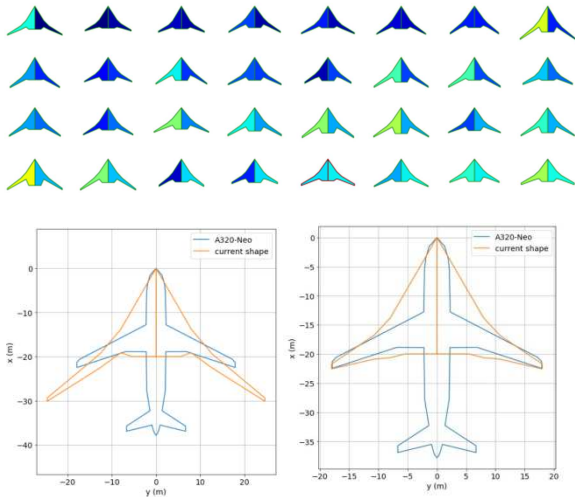 A320-Neo
current shape
0
−10
−20
−30
−40
x (m)
−20 −10 0 10 20
y (m)
A320-Neo
current shape
0
−5
−10
−15
−20
−25
−30
−35
x (m)
−20 −15 −10 −5 0 5 10 15 20
y (m)